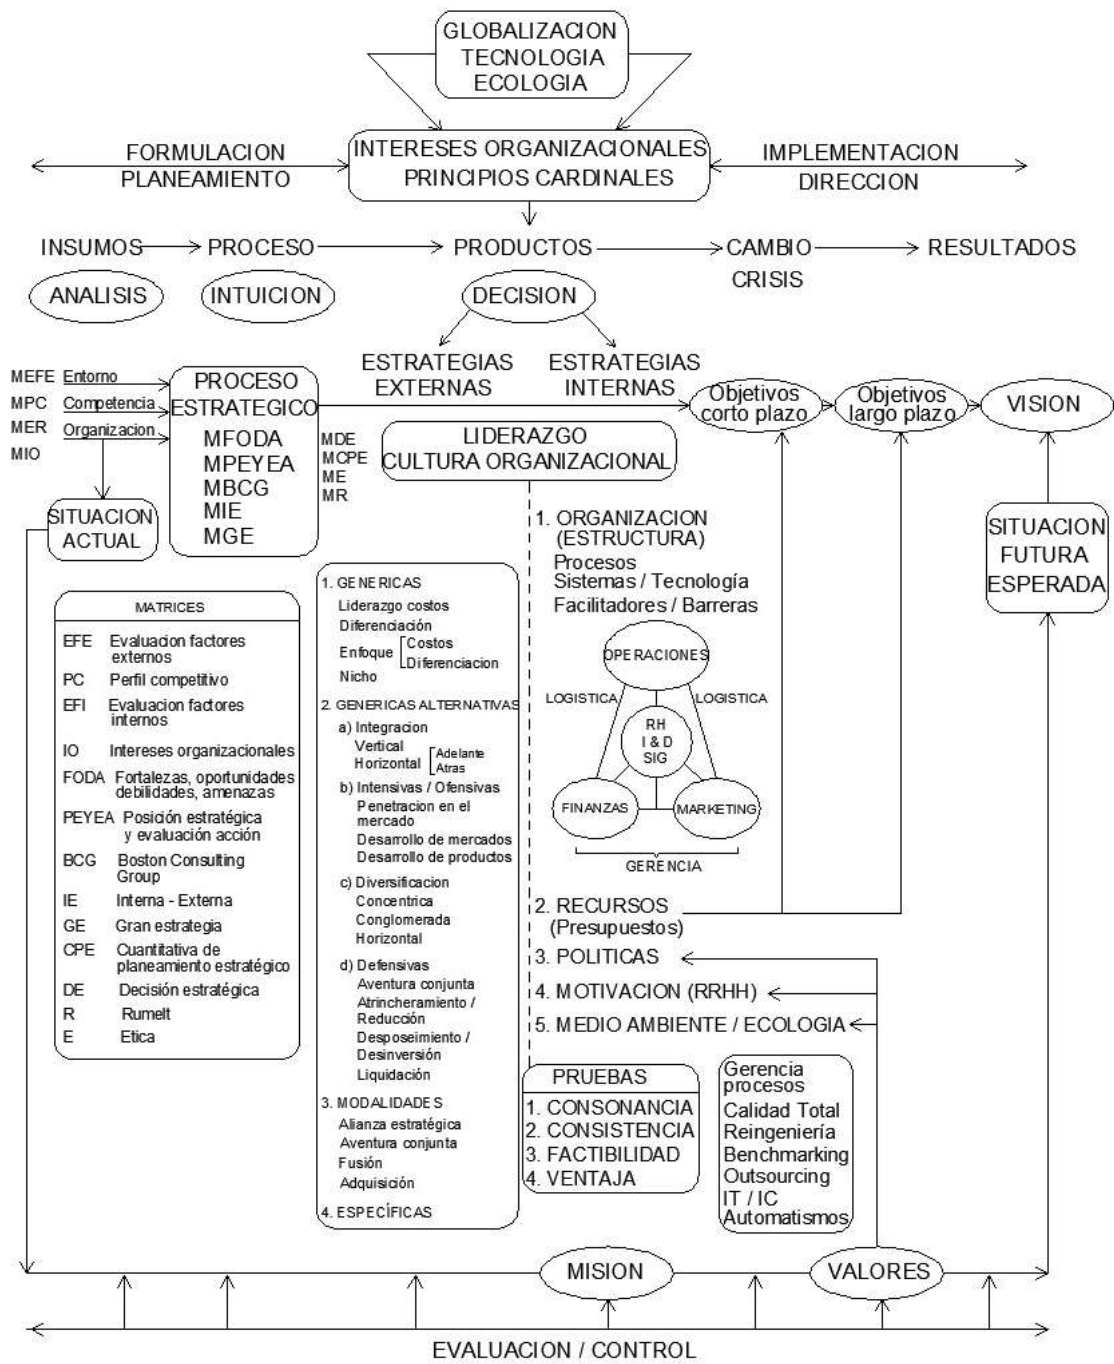 GLOBALIZACION
TECNOLOGIA
ECOLOGIA
FORMULACION
PLANEAMIENTO
INTERESES ORGANIZACIONALES
PRINCIPIOS CARDINALES
IMPLEMENTACION
DIRECCION
INSUMOS
PROCESO
PRODUCTOS
CAMBIO
CRISIS
RESULTADOS
ANALISIS
INTUICION
DECISION
ESTRATEGIAS
EXTERNAS
ESTRATEGIAS
INTERNAS
MEFE Entorno
MPC Competencia
MER Organizacion
MIO
PROCESO
ESTRATEGICO
MFODA
MPEYEA
MBCG
MIE
MGE
MDE
MCPE
ME
MR
LIDERAZGO
CULTURA ORGANIZACIONAL
Objetivos
corto plazo
Objetivos
largo plazo
VISION
SITUACION
ACTUAL
SITUACION
FUTURA
ESPERADA
MATRICES
EFE Evaluacion factores
externos
PC Perfil competitivo
EFI Evaluacion factores
internos
IO Intereses organizacionales
FODA Fortalezas, oportunidades
debilidades, amenazas
PEYEA Posición estratégica
y evaluación acción
BCG Boston Consulting
Group
IE Interna - Externa
GE Gran estrategia
CPE Cuantitativa de
planeamiento estratégico
DE Decisión estratégica
R Rumelt
E Etica
1. GENERICAS
Liderazgo costos
Diferenciación
Enfoque
Costos
Diferenciacion
Nicho
2. GENERICAS ALTERNATIVAS
a) Integracion
Vertical
Horizontal
Adelante
Atras
b) Intensivas / Ofensivas
Penetracion en el
mercado
Desarrollo de mercados
Desarrollo de productos
c) Diversificacion
Concentrica
Conglomerada
Horizontal
d) Defensivas
Aventura conjunta
Atrincheramiento /
Reducción
Desposeimiento /
Desinversión
Liquidación
3. MODALIDADES
Alianza estratégica
Aventura conjunta
Fusión
Adquisición
4. ESPECÍFICAS
1. ORGANIZACION
(ESTRUCTURA)
Procesos
Sistemas / Tecnología
Facilitadores / Barreras
OPERACIONES
LOGISTICA
LOGISTICA
RH
I & D
SIG
FINANZAS
MARKETING
GERENCIA
2. RECURSOS
(Presupuestos)
3. POLITICAS
4. MOTIVACION (RRHH)
5. MEDIO AMBIENTE / ECOLOGIA
PRUEBAS
1. CONSONANCIA
2. CONSISTENCIA
3. FACTIBILIDAD
4. VENTAJA
Gerencia
procesos
Calidad Total
Reingeniería
Benchmarking
Outsourcing
IT / IC
Automatismos
MISION
VALORES
EVALUACION / CONTROL